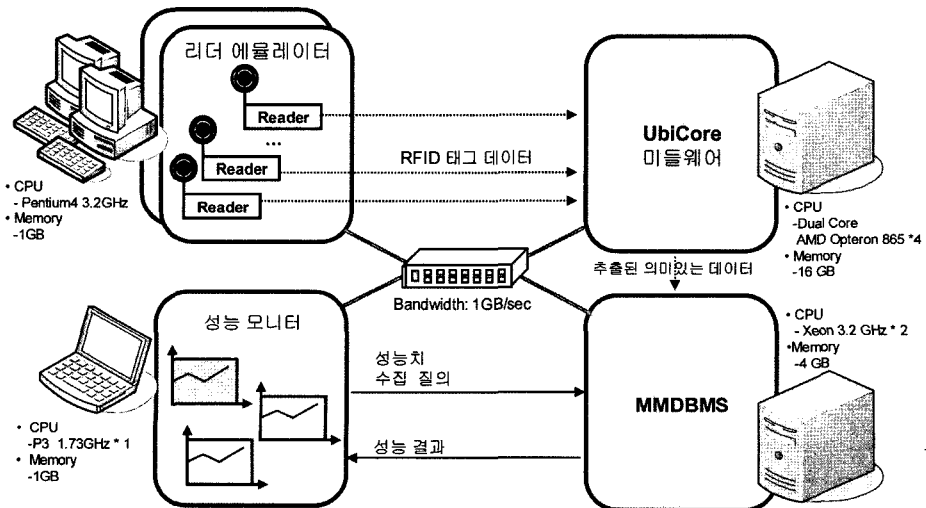 리더 에뮬레이터
Reader
...
Reader
Reader
RFID 태그 데이터
UbiCore
미들웨어
• CPU
- Pentium4 3.2GHz
• Memory
-1GB
• CPU
-Dual Core
AMD Opteron 865 *4
• Memory
-16 GB
추출된 의미있는 데이터
Bandwidth: 1GB/sec
성능 모니터
성능치
수집 질의
성능 결과
MMDBMS
• CPU
- Xeon 3.2 GHz * 2
•Memory
-4 GB
• CPU
-P3 1.73GHz * 1
• Memory
-1GB